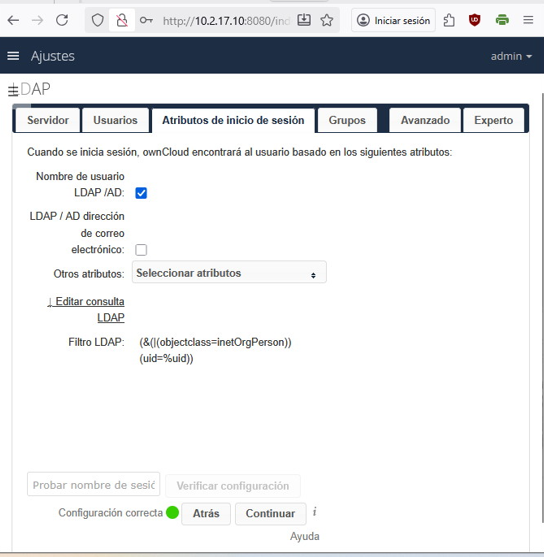 http://10.2.17.10:8080/ind
Iniciar sesión
Ajustes
admin
LDAP
Servidor
Usuarios
Atributos de inicio de sesión
Grupos
Avanzado
Experto
Cuando se inicia sesión, ownCloud encontrará al usuario basado en los siguientes atributos:
Nombre de usuario
LDAP /AD:
LDAP / AD dirección
de correo
electrónico:
Otros atributos:
Seleccionar atributos
↓ Editar consulta
LDAP
Filtro LDAP:
(&(|(objectclass=inetOrgPerson))
(uid=%uid))
Probar nombre de sesic
Verificar configuración
Configuración correcta
Atrás
Continuar
i
Ayuda